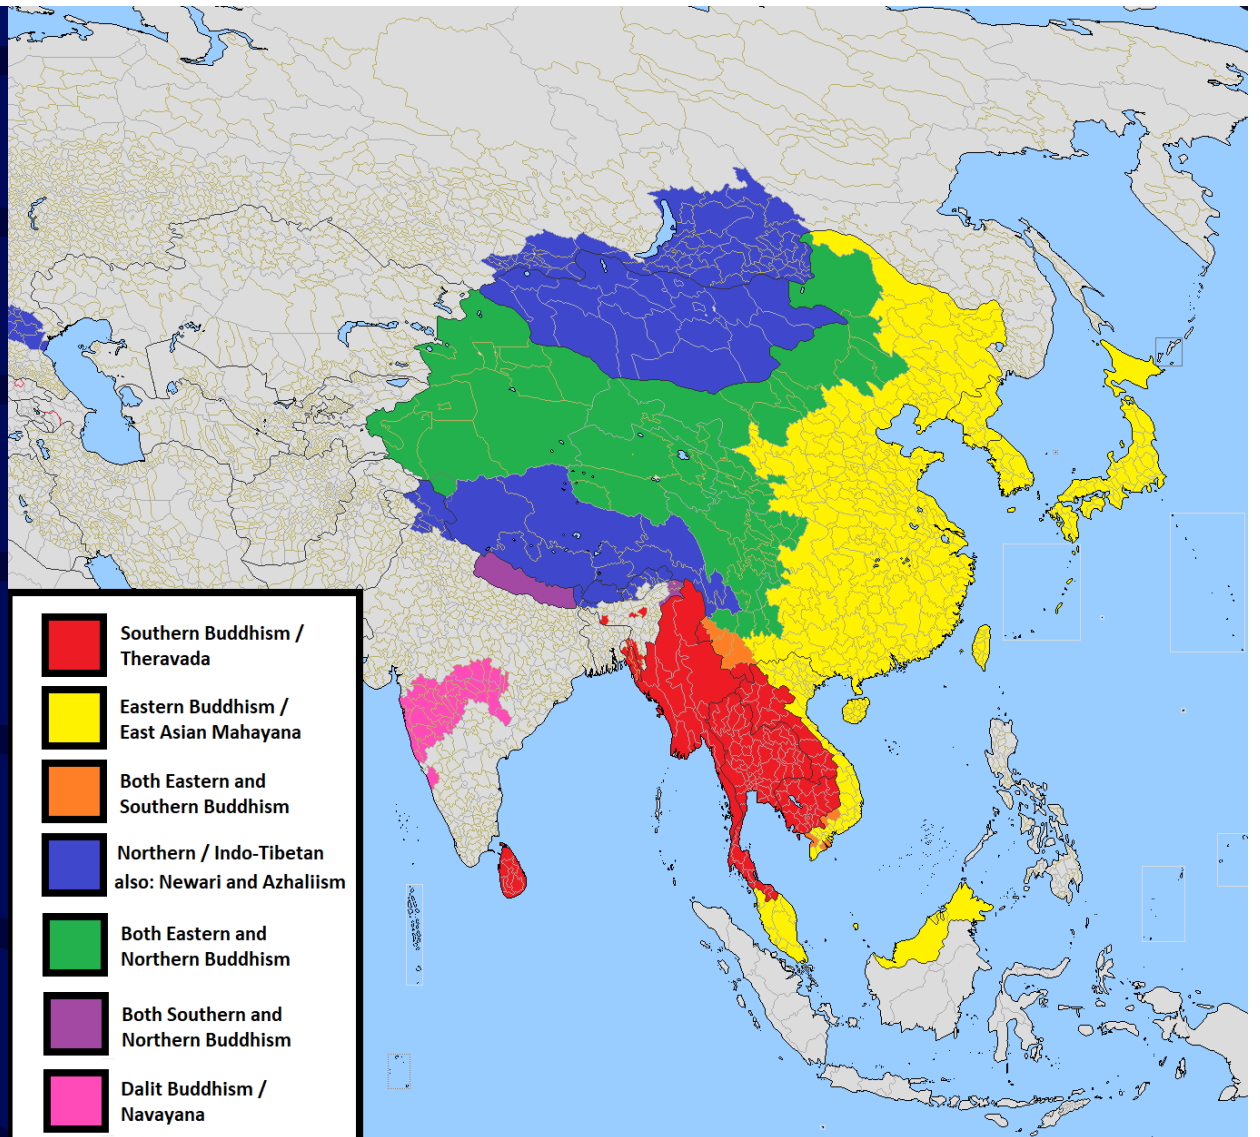 Southern Buddhism /
Theravada
Eastern Buddhism /
East Asian Mahayana
Both Eastern and
Southern Buddhism
Northern / Indo-Tibetan
also: Newari and Azhaliism
Both Eastern and
Northern Buddhism
Both Southern and
Northern Buddhism
Dalit Buddhism /
Navayana